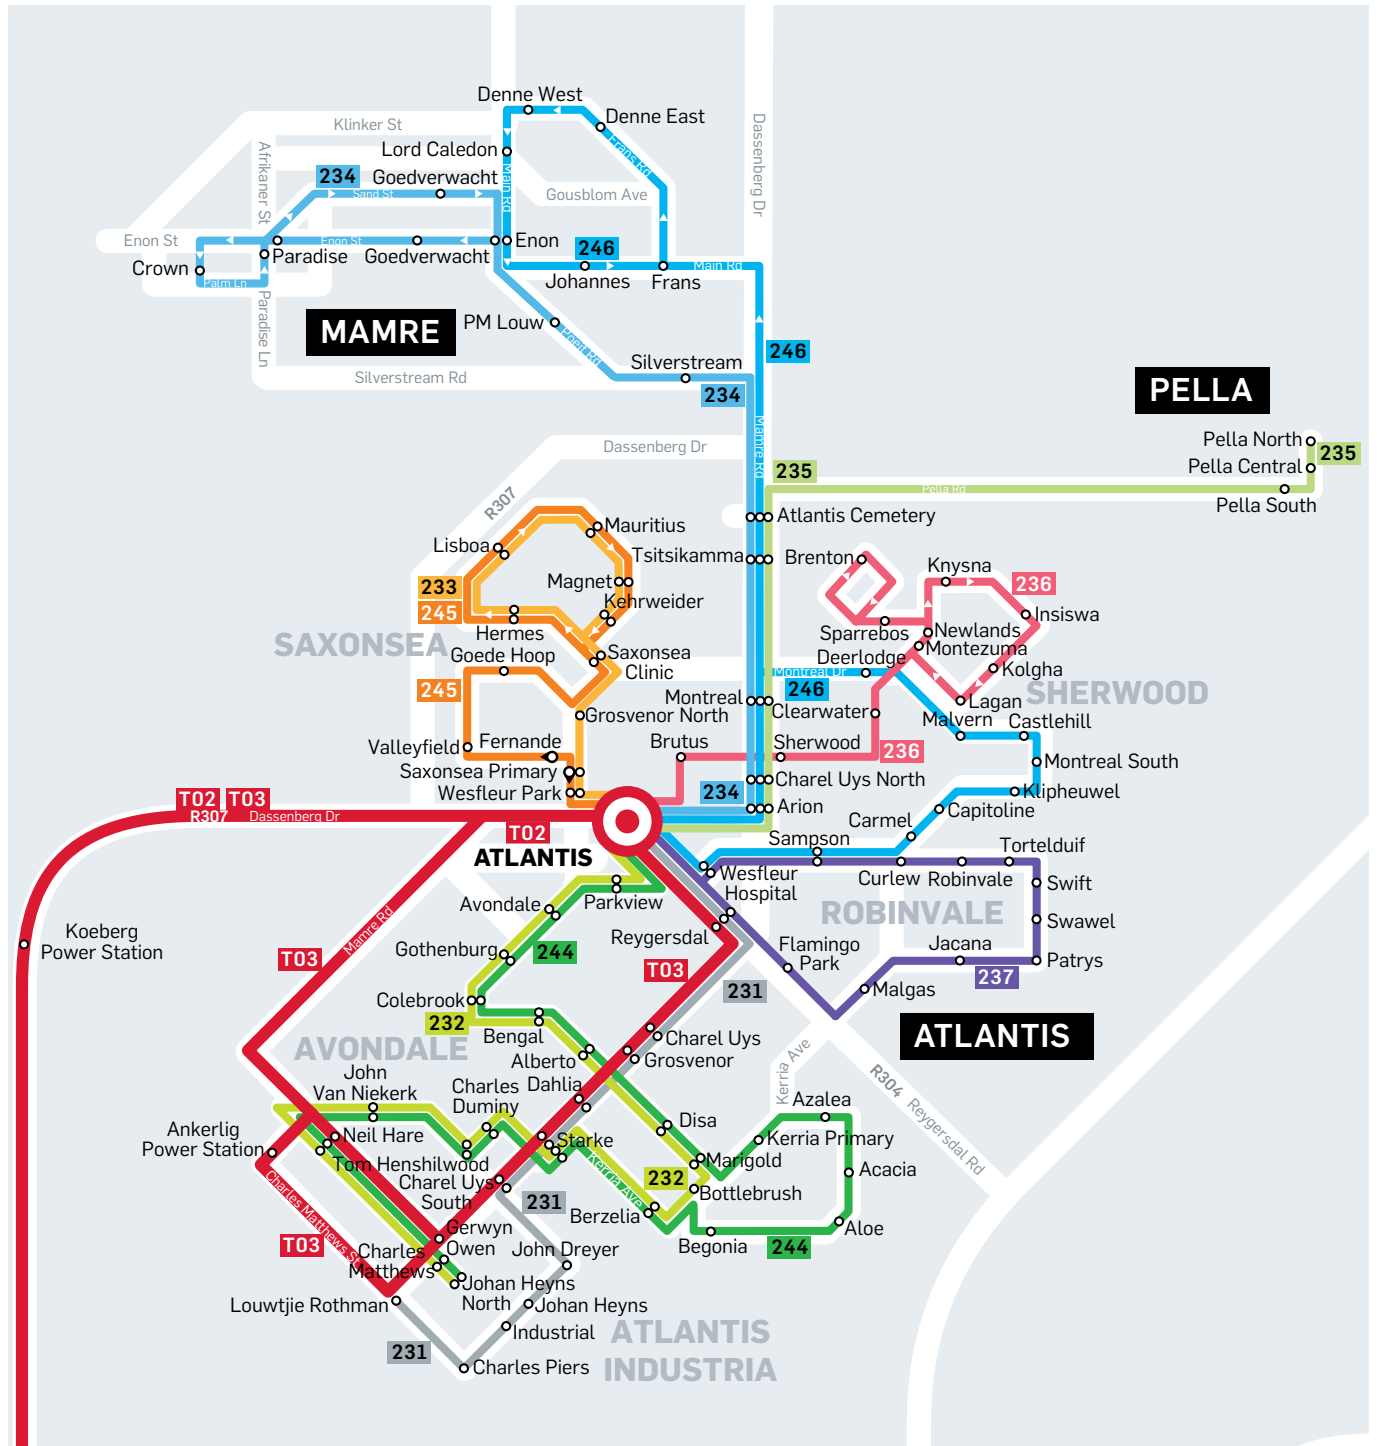 Denne West
Denne East
Klinker St
Lord Caledon
Afrikaner St
Frans Rd
Dassenberg Dr
234
Goedverwacht
Sand St
Main Rd
Gousblom Ave
Enon St
Enon St
Enon
246
Crown
Paradise
Goedverwacht
Main Rd
Palm Ln
Johannes
Frans
Paradise Ln
MAMRE
PM Louw
Poeit Rd
246
Silverstream
Silverstream Rd
234
PELLA
Mamre Rd
Dassenberg Dr
Pella North
235
235
Pella Central
Pella Rd
Pella South
R307
Mauritius
Atlantis Cemetery
Lisboa
Tsitsikamma
Brenton
Knysna
233
Magnet
236
245
Kehrweider
Insiswa
Hermes
Sparrebos
Newlands
SAXONSEA
Goede Hoop
Saxonsea
Clinic
Montezuma
Deerlodge
Kolgha
Montreal Dr
245
246
SHERWOOD
Montreal
Clearwater
Lagan
Grosvenor North
Malvern
Castlehill
Valleyfield
Fernande
Brutus
Sherwood
236
Montreal South
Saxonsea Primary
Charel Uys North
Wesfleur Park
234
Klipheuwel
T02
T03
Arion
Capitoline
R307
Dassenberg Dr
T02
Carmel
Sampson
Tortelduif
ATLANTIS
Wesfleur
Hospital
Curlew
Robinvale
Swift
Avondale
Parkview
ROBINVALE
Swawel
Mamre Rd
Koeberg
Power Station
Reygersdal
Flamingo
Park
Jacana
Patrys
Gothenburg
244
T03
T03
237
Malgas
231
Colebrook
232
Bengal
Charel Uys
ATLANTIS
AVONDALE
Alberto
Grosvenor
Kerria Ave
R304
Reygersdal Rd
John
Van Niekerk
Charles
Duminy
Dahlia
Azalea
Disa
Ankerlig
Power Station
Neil Hare
Starke
Kerria Primary
Tom Henshilwood
Marigold
Acacia
Charel Uys
South
Kerria Ave
232
Bottlebrush
Charles Matthews St
231
Berzelia
Aloe
T03
Gerwyn
Owen
Begonia
244
Charles
Matthews
John Dreyer
Johan Heyns
North
Louwtjie Rothman
Johan Heyns
Industrial
231
ATLANTIS
INDUSTRIA
Charles Piers